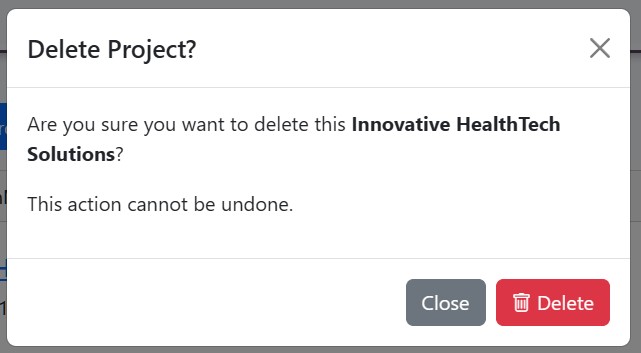 Delete Project?
Are you sure you want to delete this Innovative HealthTech
Solutions?
This action cannot be undone.
Close
Delete